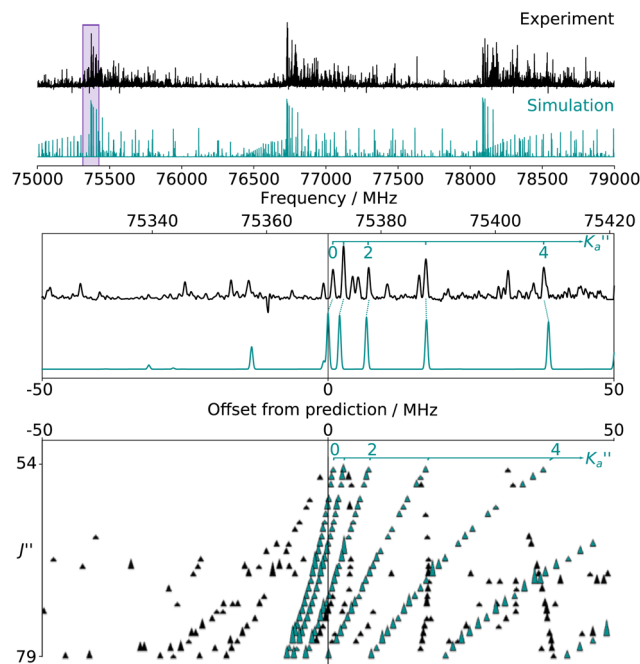 Experiment
Simulation
75000 75500 76000 76500 77000 77500 78000 78500 79000
Frequency / MHz
75340 75360 75380 75400 75420
0 2 4 Ka''
-50 0 50
Offset from prediction / MHz
-50 0 50
0 2 4 Ka''
54
J''
79